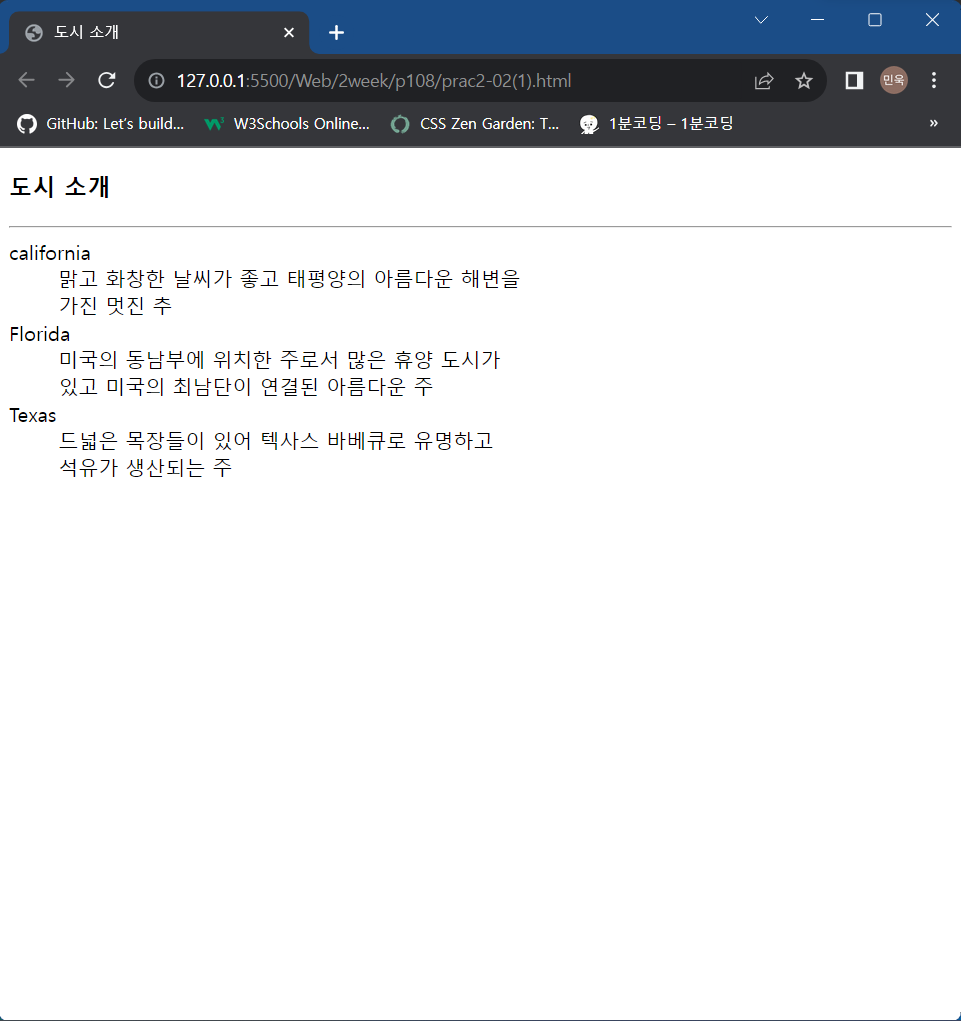 도시 소개
127.0.0.1:5500/Web/2week/p108/prac2-02(1).html
민욱
GitHub: Let's build...
W3Schools Online...
CSS Zen Garden: T...
1분코딩 – 1분코딩
»
도시 소개
california
맑고 화창한 날씨가 좋고 태평양의 아름다운 해변을
가진 멋진 추
Florida
미국의 동남부에 위치한 주로서 많은 휴양 도시가
있고 미국의 최남단이 연결된 아름다운 주
Texas
드넓은 목장들이 있어 텍사스 바베큐로 유명하고
석유가 생산되는 주